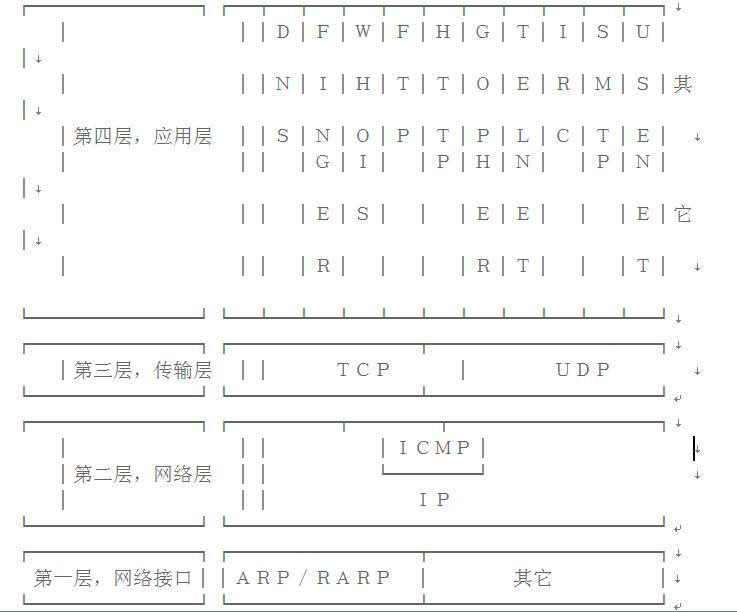 │ │ │D│F│W│F│H│G│T│I│S│U│
│ │ │N│I│H│T│T│O│E│R│M│S│其
│第四层，应用层 │ │S│N│O│P│T│P│L│C│T│E│
│ │ │ │G│I│ │P│H│N│ │P│N│
│ │ │ │E│S│ │ │E│E│ │ │E│它
│ │ │ │R│ │ │ │R│T│ │ │T│
│第三层，传输层 │ │ TCP │ UDP
│ │ │ │ICMP│
│第二层，网络层 │ │
│ │ │ IP
第一层，网络接口│ │ARP/RARP │ 其它 │